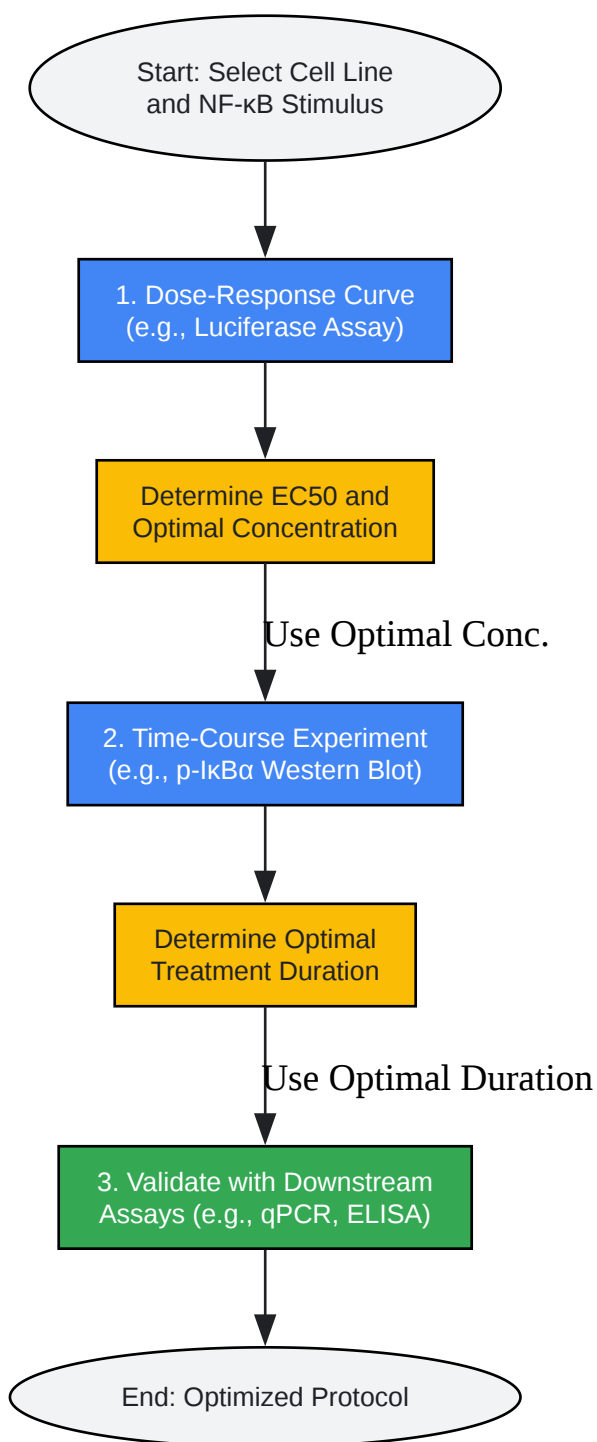 Start: Select Cell Line
and NF-κB Stimulus
1. Dose-Response Curve
(e.g., Luciferase Assay)
Determine EC50 and
Optimal Concentration
Use Optimal Conc.
2. Time-Course Experiment
(e.g., p-IκBα Western Blot)
Determine Optimal
Treatment Duration
Use Optimal Duration
3. Validate with Downstream
Assays (e.g., qPCR, ELISA)
End: Optimized Protocol